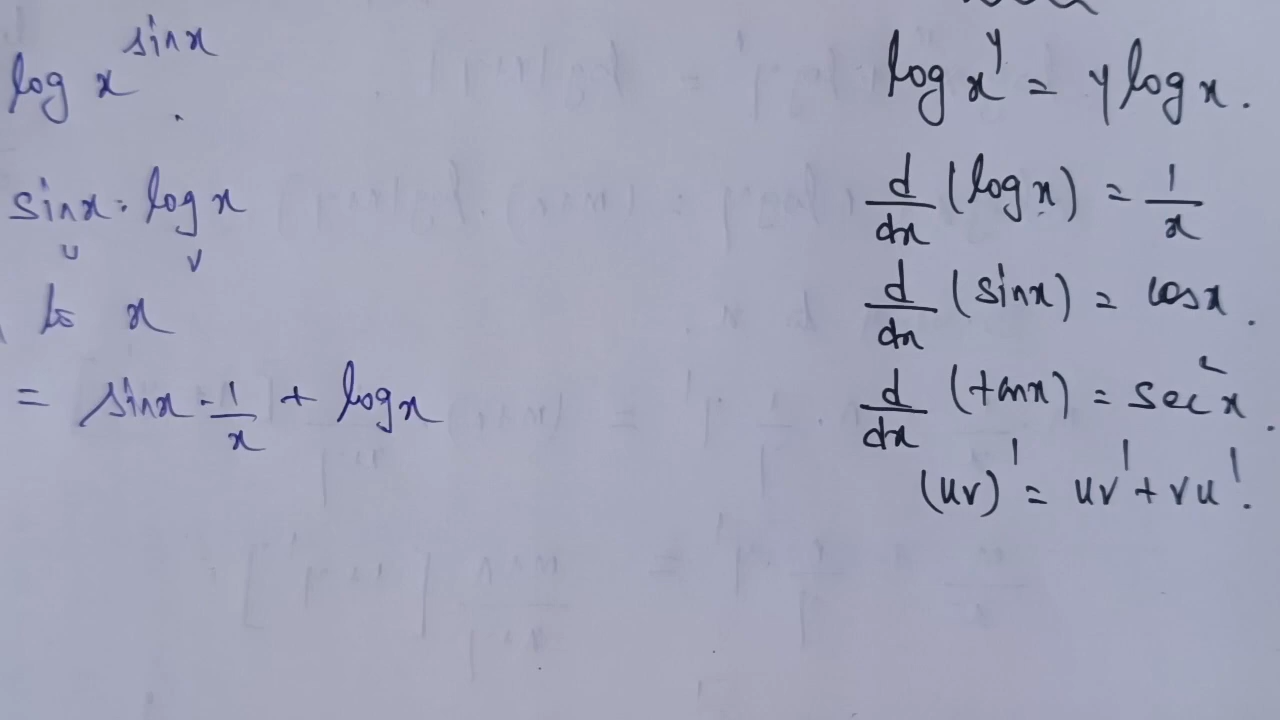 log x^sinx
sinx . log x
u v
to x
= sinx . 1/x + log x
log x^y = y log x.
d/dx (log x) = 1/x
d/dx (sinx) = cosx.
d/dx (tanx) = sec²x.
(uv)' = uv' + vu'.